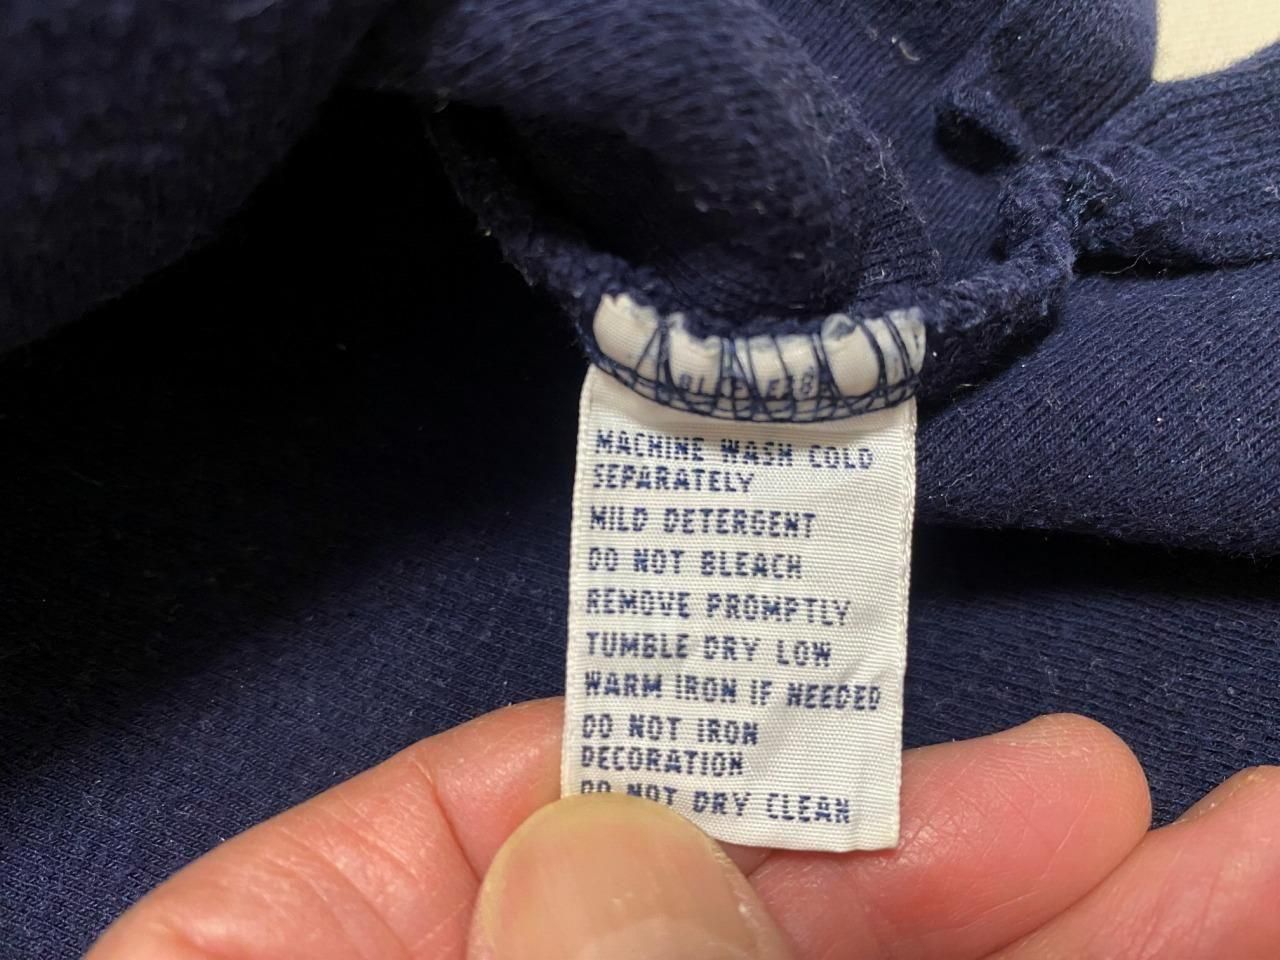 MACHINE WASH COLD
SEPARATELY
MILD DETERGENT
DO NOT BLEACH
REMOVE PROMPTLY
TUMBLE DRY LOW
WARM IRON IF NEEDED
DO NOT IRON
DECORATION
DO NOT DRY CLEAN